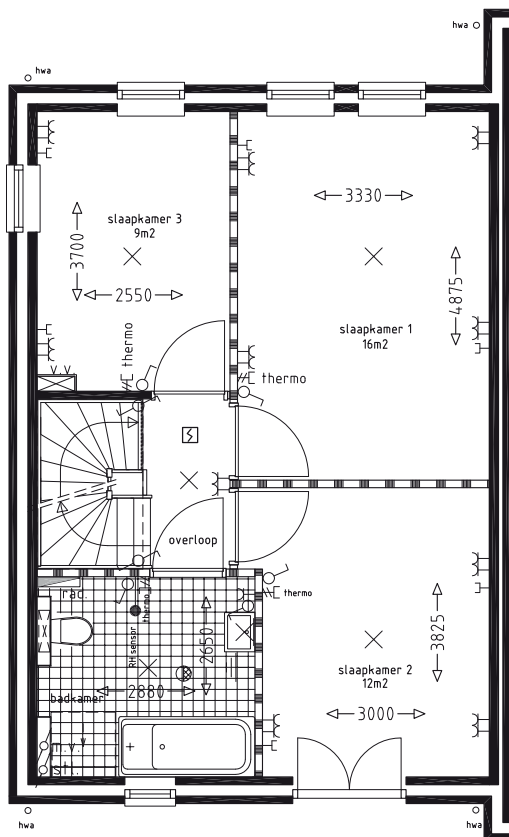 hwa
hwa
slaapkamer 3
9m2
3330
3700
2550
4875
slaapkamer 1
16m2
thermo
thermo
overloop
rac.
thermo
thermo
RH sensor
2650
3825
slaapkamer 2
12m2
2880
badkamer
3000
hwa
hwa